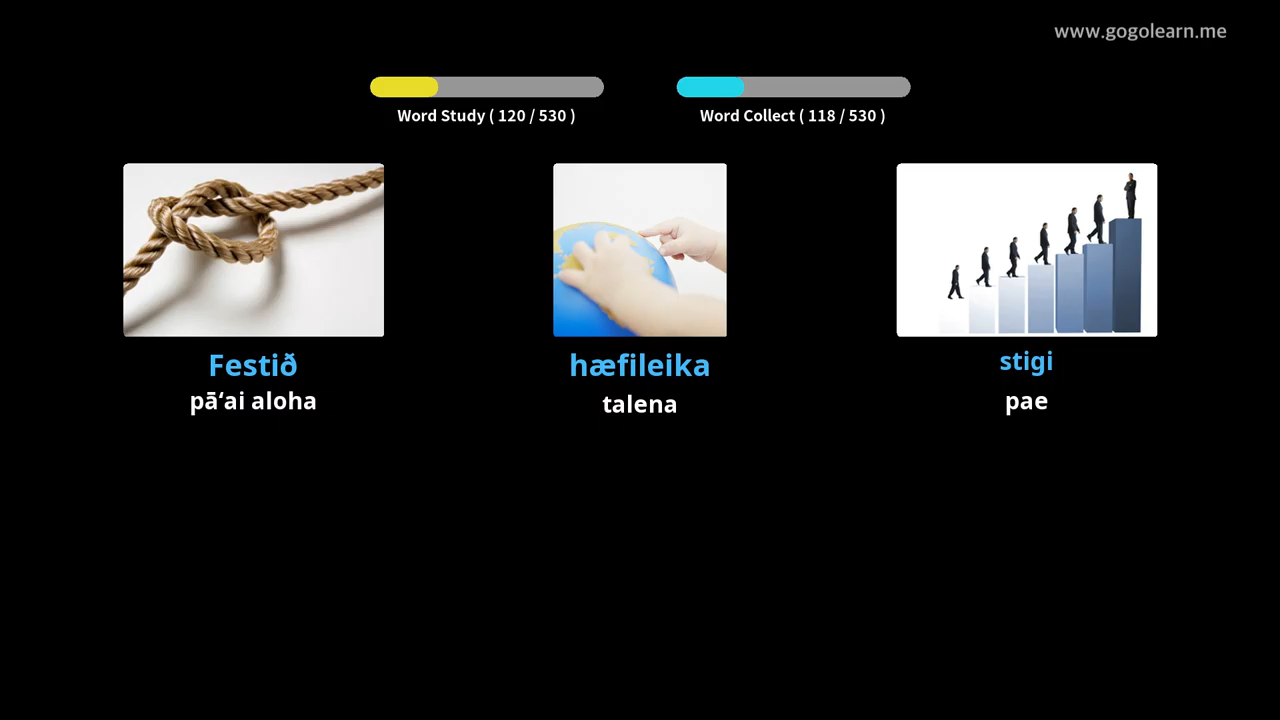 www.gogolearn.me
Word Study ( 120 / 530 )
Word Collect ( 118 / 530 )
Festið
hæfileika
stigi
pāʻai aloha
talena
pae